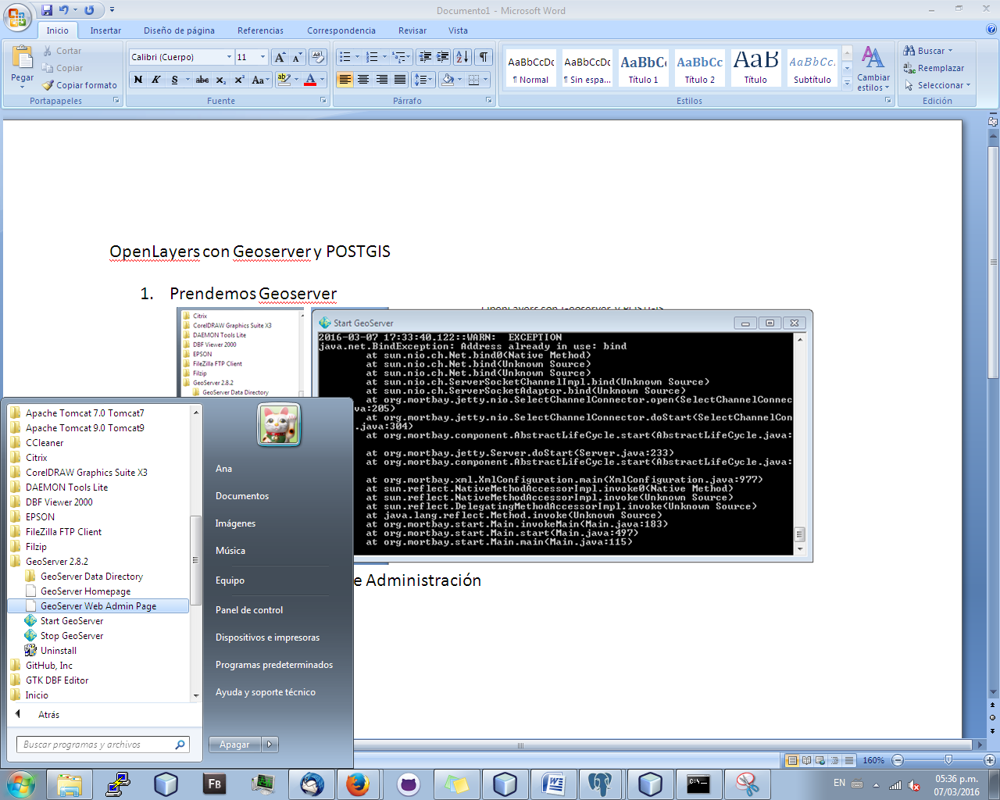 Documento1 - Microsoft Word
Inicio
Insertar
Diseño de página
Referencias
Correspondencia
Revisar
Vista
Pegar
Cortar
Copiar
Copiar formato
Portapapeles
Calibri (Cuerpo)
11
N K S abc x₂ x² Aa
Fuente
Párrafo
AaBbCcDc
¶ Normal
AaBbCcDc
¶ Sin espa...
AaBbC
Título 1
AaBbCc
Título 2
AaB
Título
AaBbCc.
Subtítulo
Cambiar
estilos
Estilos
Buscar
Reemplazar
Seleccionar
Edición
OpenLayers con Geoserver y POSTGIS
1. Prendemos Geoserver
Citrix
CorelDRAW Graphics Suite X3
DAEMON Tools Lite
DBF Viewer 2000
EPSON
FileZilla FTP Client
Filzip
GeoServer 2.8.2
GeoServer Data Directory
Start GeoServer
2016-03-07 17:33:40.122::WARN:  EXCEPTION
java.net.BindException: Address already in use: bind
at sun.nio.ch.Net.bind0(Native Method)
at sun.nio.ch.Net.bind(Unknown Source)
at sun.nio.ch.Net.bind(Unknown Source)
at sun.nio.ch.ServerSocketChannelImpl.bind(Unknown Source)
at sun.nio.ch.ServerSocketAdaptor.bind(Unknown Source)
at org.mortbay.jetty.nio.SelectChannelConnector.open(SelectChannelConnec
va:205)
at org.mortbay.jetty.nio.SelectChannelConnector.doStart(SelectChannelCon
.java:304)
at org.mortbay.component.AbstractLifeCycle.start(AbstractLifeCycle.java:
at org.mortbay.jetty.Server.doStart(Server.java:233)
at org.mortbay.component.AbstractLifeCycle.start(AbstractLifeCycle.java:
at org.mortbay.xml.XmlConfiguration.main(XmlConfiguration.java:977)
at sun.reflect.NativeMethodAccessorImpl.invoke0(Native Method)
at sun.reflect.NativeMethodAccessorImpl.invoke(Unknown Source)
at sun.reflect.DelegatingMethodAccessorImpl.invoke(Unknown Source)
at java.lang.reflect.Method.invoke(Unknown Source)
at org.mortbay.start.Main.invokeMain(Main.java:183)
at org.mortbay.start.Main.start(Main.java:497)
at org.mortbay.start.Main.main(Main.java:115)
e Administración
Apache Tomcat 7.0 Tomcat7
Apache Tomcat 9.0 Tomcat9
CCleaner
Citrix
CorelDRAW Graphics Suite X3
DAEMON Tools Lite
DBF Viewer 2000
EPSON
FileZilla FTP Client
Filzip
GeoServer 2.8.2
GeoServer Data Directory
GeoServer Homepage
GeoServer Web Admin Page
Start GeoServer
Stop GeoServer
Uninstall
GitHub, Inc
GTK DBF Editor
Inicio
Atrás
Buscar programas y archivos
Ana
Documentos
Imágenes
Música
Equipo
Panel de control
Dispositivos e impresoras
Programas predeterminados
Ayuda y soporte técnico
Apagar
160%
FB
C:\_
EN
05:36 p.m.
07/03/2016